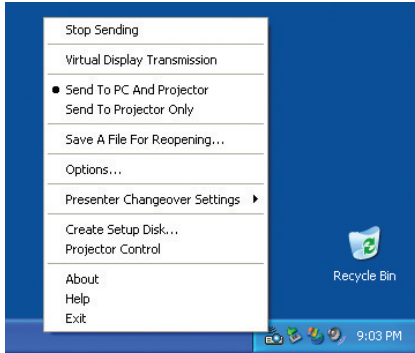 Stop Sending
Virtual Display Transmission
Send To PC And Projector
Send To Projector Only
Save A File For Reopening...
Options...
Presenter Changeover Settings
Create Setup Disk...
Projector Control
About
Help
Exit
Recycle Bin
9:03 PM